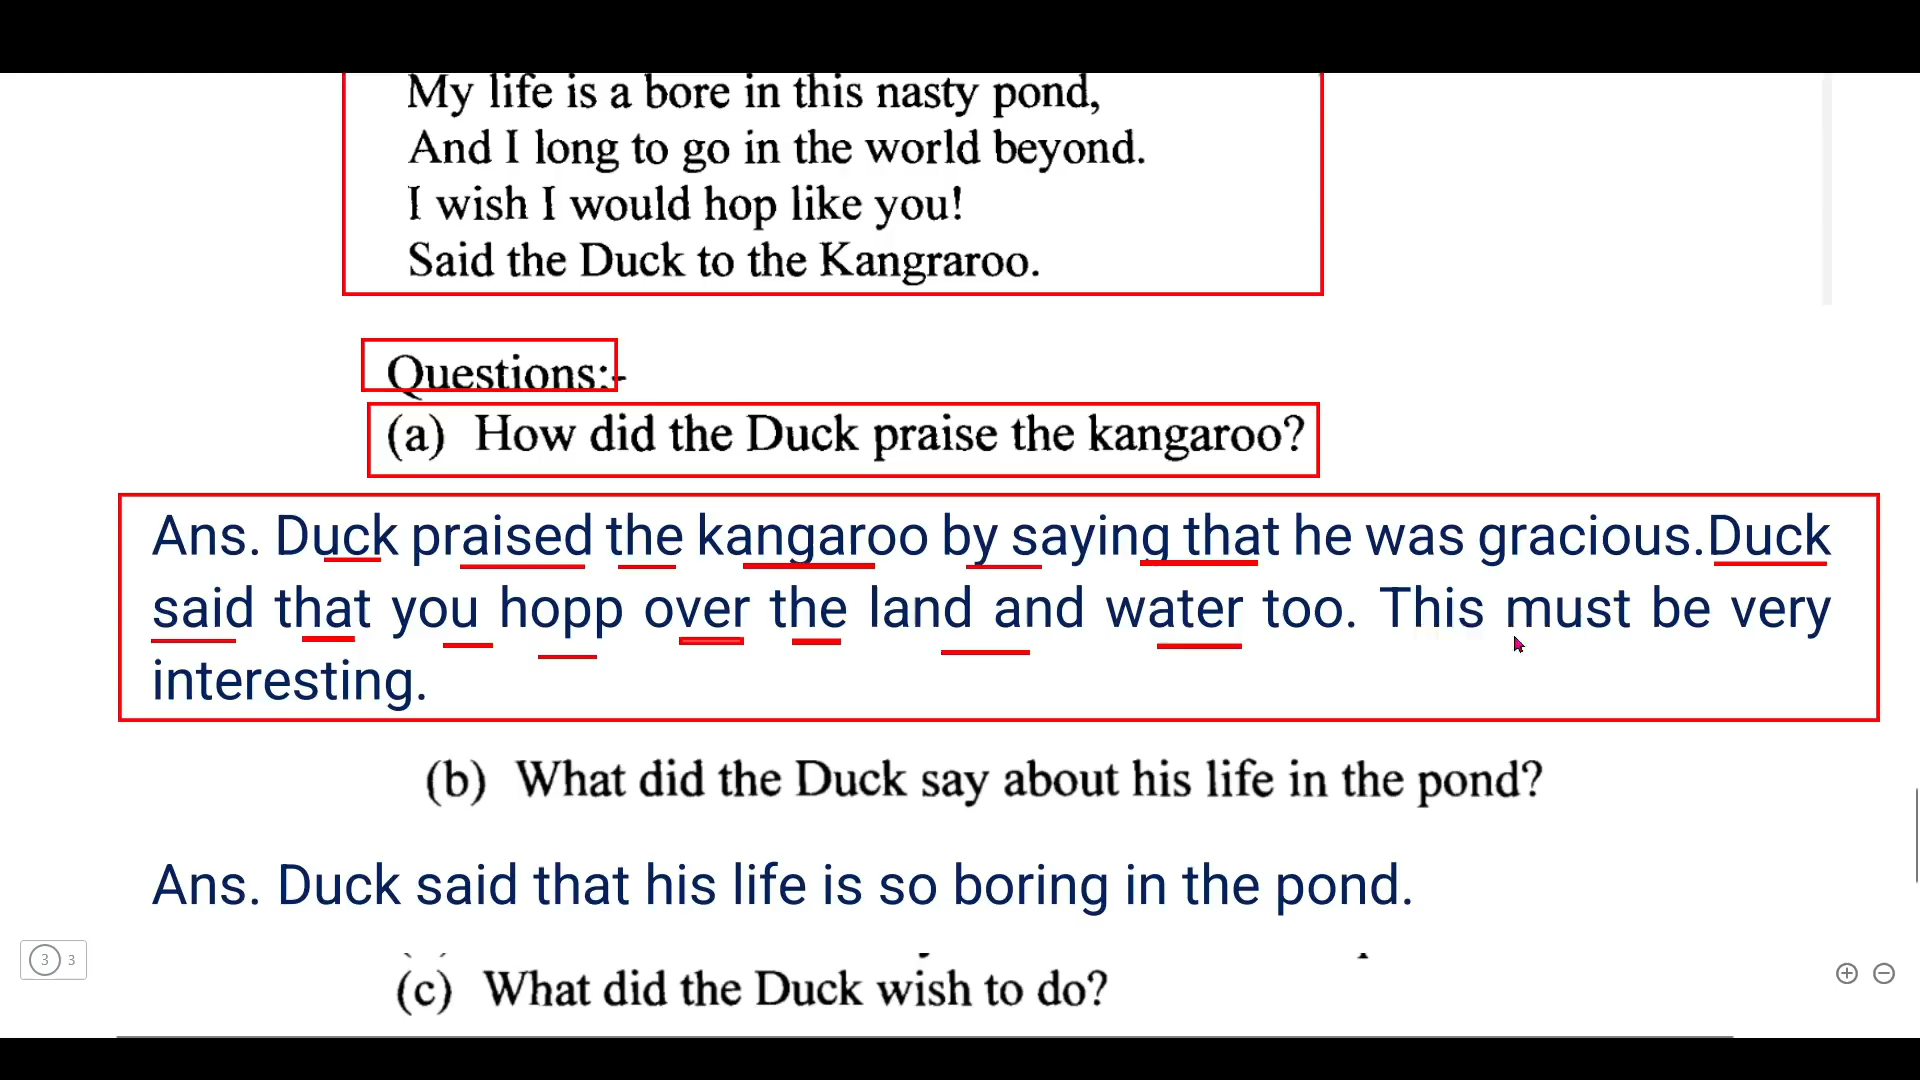 My life is a bore in this nasty pond,
And I long to go in the world beyond.
I wish I would hop like you!
Said the Duck to the Kangraroo.
Questions:-
(a) How did the Duck praise the kangaroo?
Ans. Duck praised the kangaroo by saying that he was gracious.Duck
said that you hopp over the land and water too. This must be very
interesting.
(b) What did the Duck say about his life in the pond?
Ans. Duck said that his life is so boring in the pond.
(c) What did the Duck wish to do?
3 3